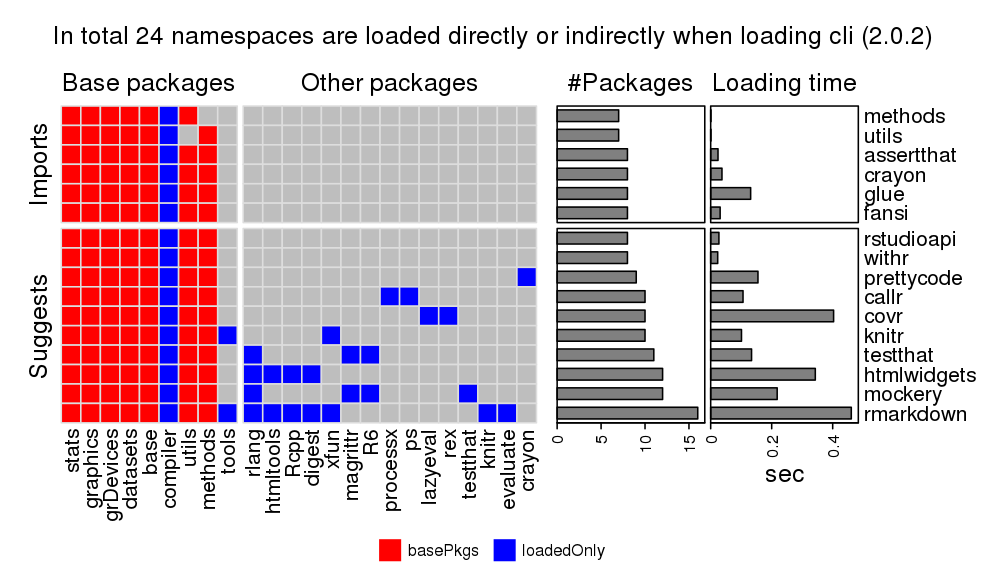 In total 24 namespaces are loaded directly or indirectly when loading cli (2.0.2)
Base packages
Other packages
#Packages
Loading time
Imports
methods
utils
assertthat
crayon
glue
fansi
Suggests
rstudioapi
withr
prettycode
callr
covr
knitr
testthat
htmlwidgets
mockery
rmarkdown
stats
graphics
grDevices
datasets
base
compiler
utils
methods
tools
rlang
htmltools
Rcpp
digest
xfun
magrittr
R6
processx
ps
lazyeval
rex
testthat
knitr
evaluate
crayon
0
5
10
15
0
0.2
0.4
sec
basePkgs
loadedOnly